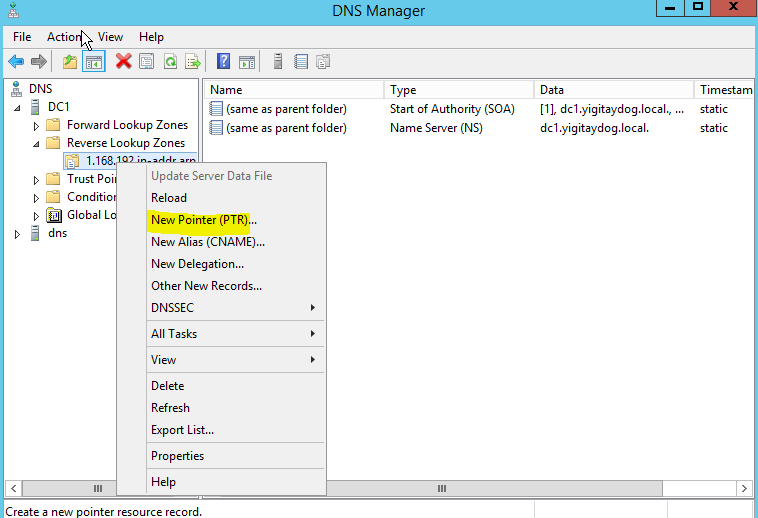 DNS Manager
File Action View Help
DNS
DC1
Forward Lookup Zones
Reverse Lookup Zones
1.168.192.in-addr.arp
Trust Poi
Condition
Global Lo
dns
Name Type Data Timestam
(same as parent folder) Start of Authority (SOA) [1], dc1.yigitaydog.local., ... static
(same as parent folder) Name Server (NS) dc1.yigitaydog.local. static
Update Server Data File
Reload
New Pointer (PTR)...
New Alias (CNAME)...
New Delegation...
Other New Records...
DNSSEC
All Tasks
View
Delete
Refresh
Export List...
Properties
Help
Create a new pointer resource record.